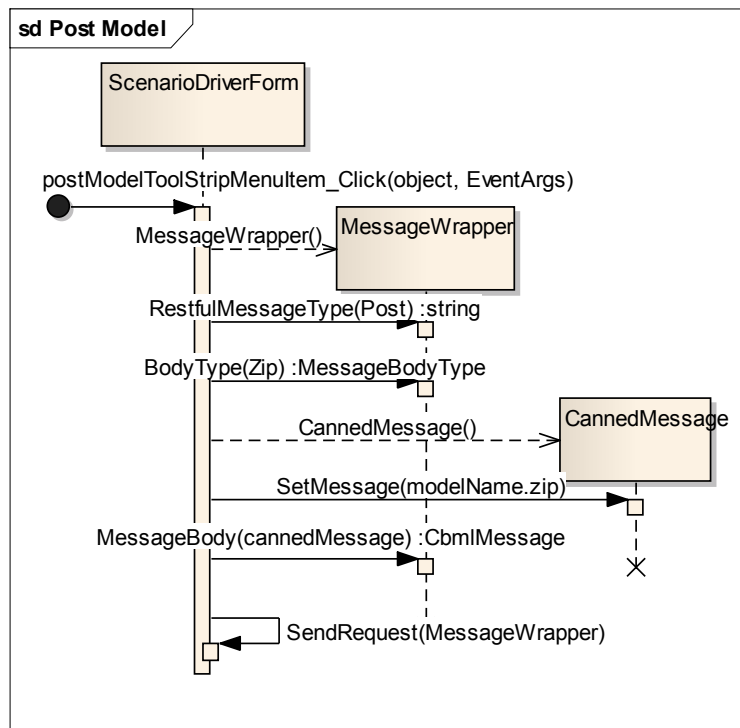 sd Post Model
ScenarioDriverForm
postModelToolStripMenuItem_Click(object, EventArgs)
MessageWrapper()
MessageWrapper
RestfulMessageType(Post) :string
BodyType(Zip) :MessageBodyType
CannedMessage()
CannedMessage
SetMessage(modelName.zip)
MessageBody(cannedMessage) :CbmlMessage
SendRequest(MessageWrapper)